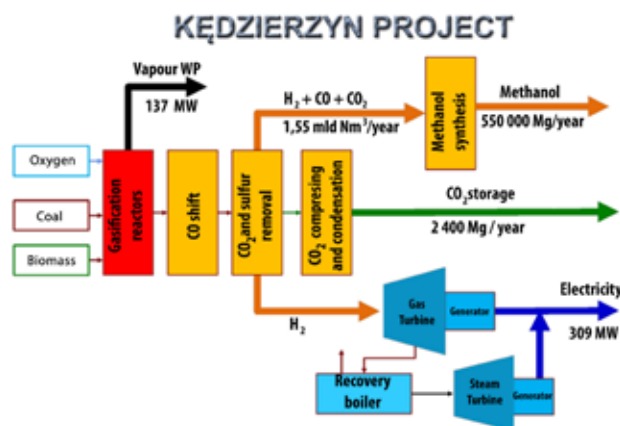 KĘDZIERZYN PROJECT
Vapour WP
137 MW
H₂ + CO + CO₂
1,55 mld Nm³/year
Methanol
synthesis
Methanol
550 000 Mg/year
Oxygen
Coal
Biomass
Gasification
reactors
CO shift
CO₂ and sulfur
removal
CO₂ compresing
and condensation
CO₂ storage
2 400 Mg / year
H₂
Gas
Turbine
Generator
Electricity
309 MW
Recovery
boiler
Steam
Turbine
Generator